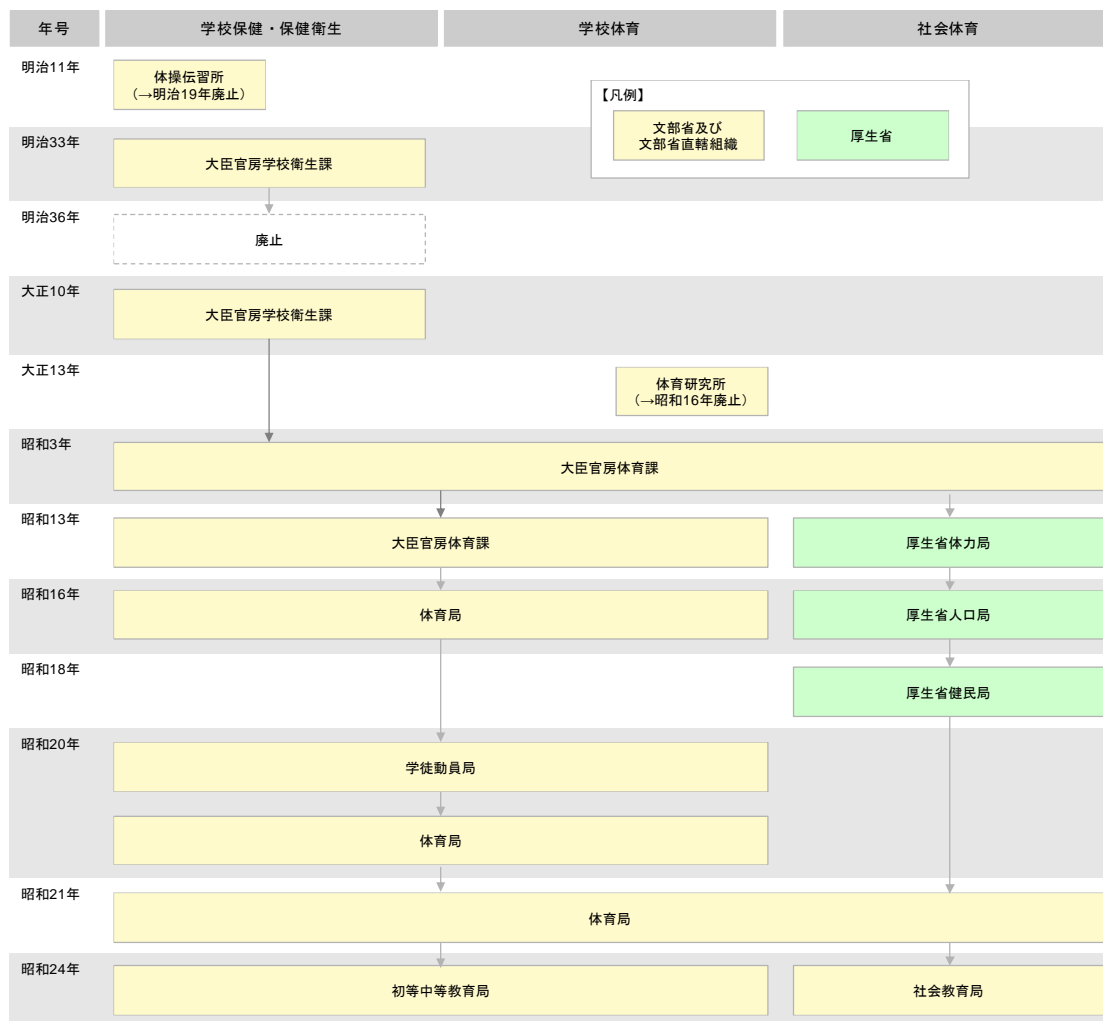 年号
学校保健・保健衛生
学校体育
社会体育
明治11年
体操伝習所
（→明治19年廃止）
【凡例】
文部省及び
文部省直轄組織
厚生省
明治33年
大臣官房学校衛生課
明治36年
廃止
大正10年
大臣官房学校衛生課
大正13年
体育研究所
（→昭和16年廃止）
昭和3年
大臣官房体育課
昭和13年
大臣官房体育課
厚生省体力局
昭和16年
体育局
厚生省人口局
昭和18年
厚生省健民局
昭和20年
学徒動員局
体育局
昭和21年
体育局
昭和24年
初等中等教育局
社会教育局